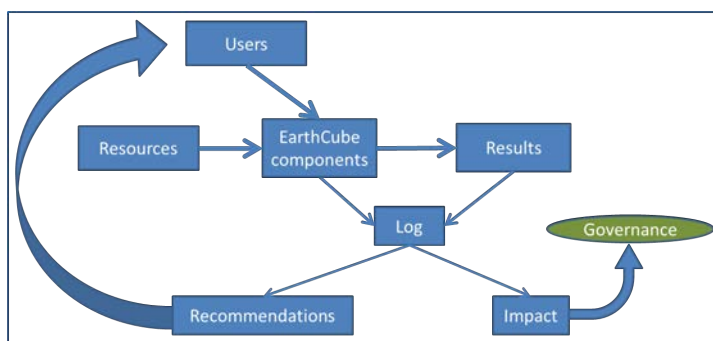 Users
Resources
EarthCube
components
Results
Log
Governance
Recommendations
Impact